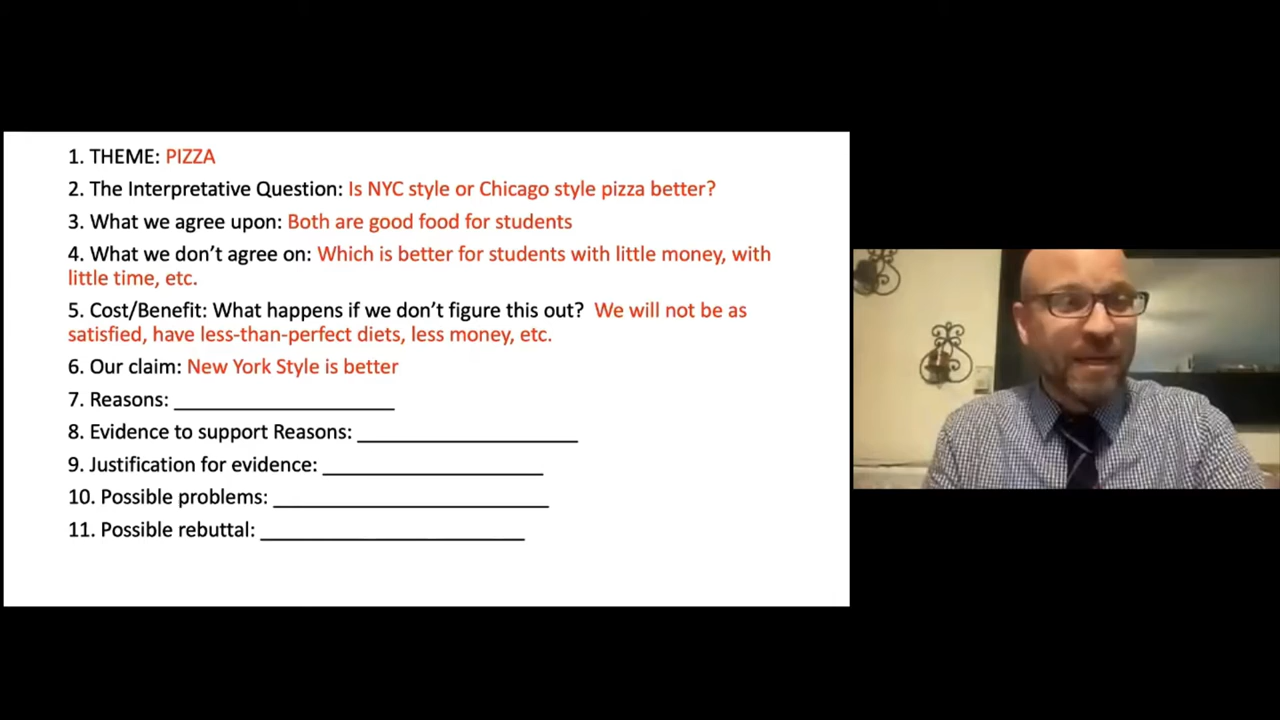 1. THEME: PIZZA
2. The Interpretative Question: Is NYC style or Chicago style pizza better?
3. What we agree upon: Both are good food for students
4. What we don’t agree on: Which is better for students with little money, with
little time, etc.
5. Cost/Benefit: What happens if we don’t figure this out?  We will not be as
satisfied, have less-than-perfect diets, less money, etc.
6. Our claim: New York Style is better
7. Reasons: ____________________
8. Evidence to support Reasons: ____________________
9. Justification for evidence: ____________________
10. Possible problems: _________________________
11. Possible rebuttal: ________________________